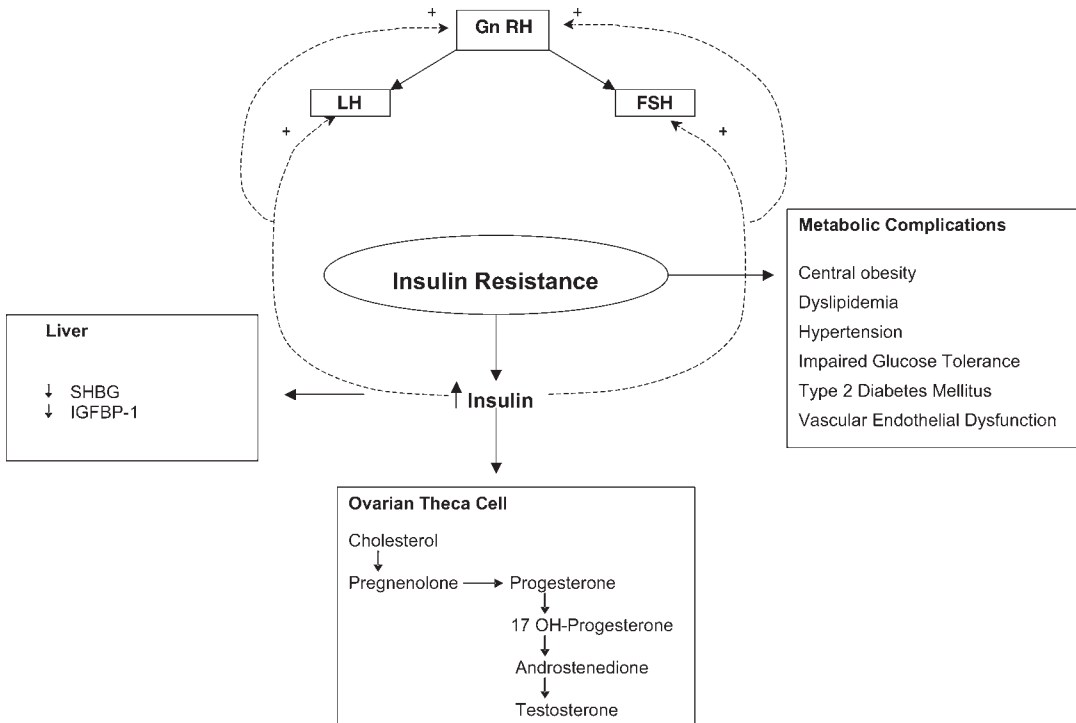 +
+
Gn RH
LH
FSH
+
+
Insulin Resistance
Metabolic Complications
Central obesity
Dyslipidemia
Hypertension
Impaired Glucose Tolerance
Type 2 Diabetes Mellitus
Vascular Endothelial Dysfunction
Liver
↓ SHBG
↓ IGFBP-1
↑ Insulin
Ovarian Theca Cell
Cholesterol
Pregnenolone
Progesterone
17 OH-Progesterone
Androstenedione
Testosterone